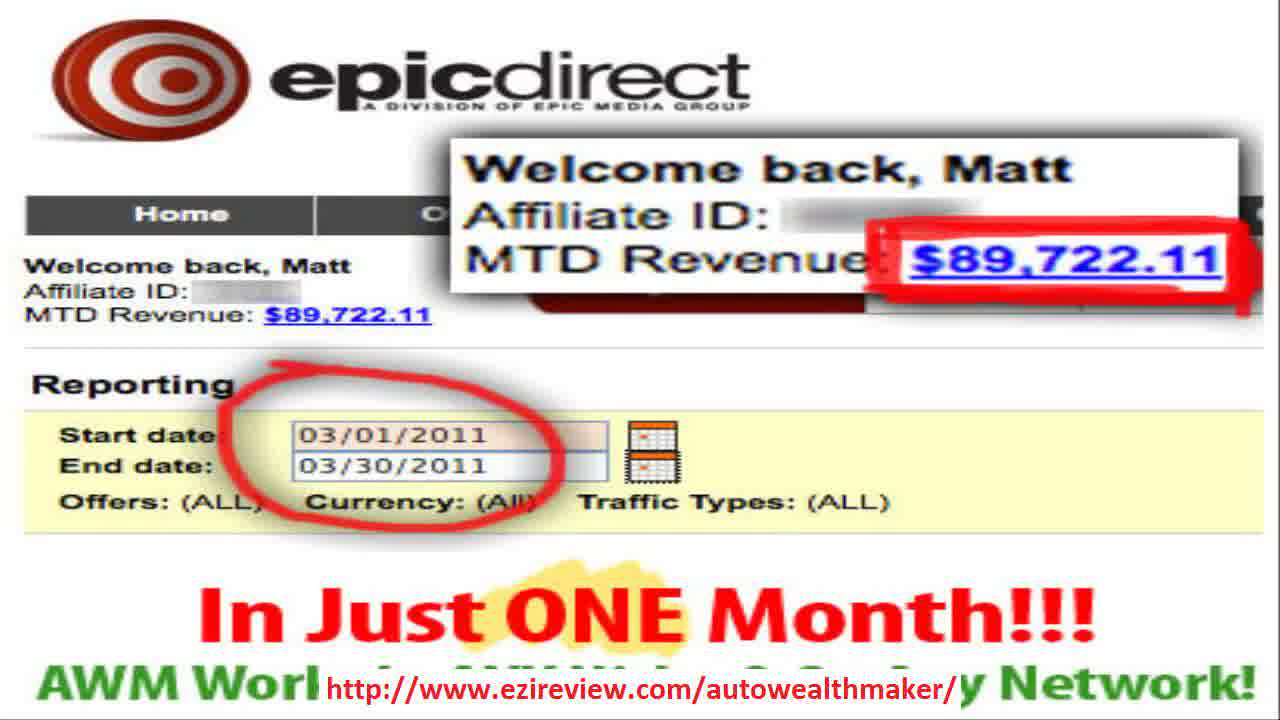 epicdirect
A DIVISION OF EPIC MEDIA GROUP
Welcome back, Matt
Affiliate ID:
MTD Revenue: $89,722.11
Home
Welcome back, Matt
Affiliate ID:
MTD Revenue: $89,722.11
Reporting
Start date: 03/01/2011
End date: 03/30/2011
Offers: (ALL) Currency: (All) Traffic Types: (ALL)
In Just ONE Month!!!
AWM Network!
http://www.ezireview.com/autowealthmaker/